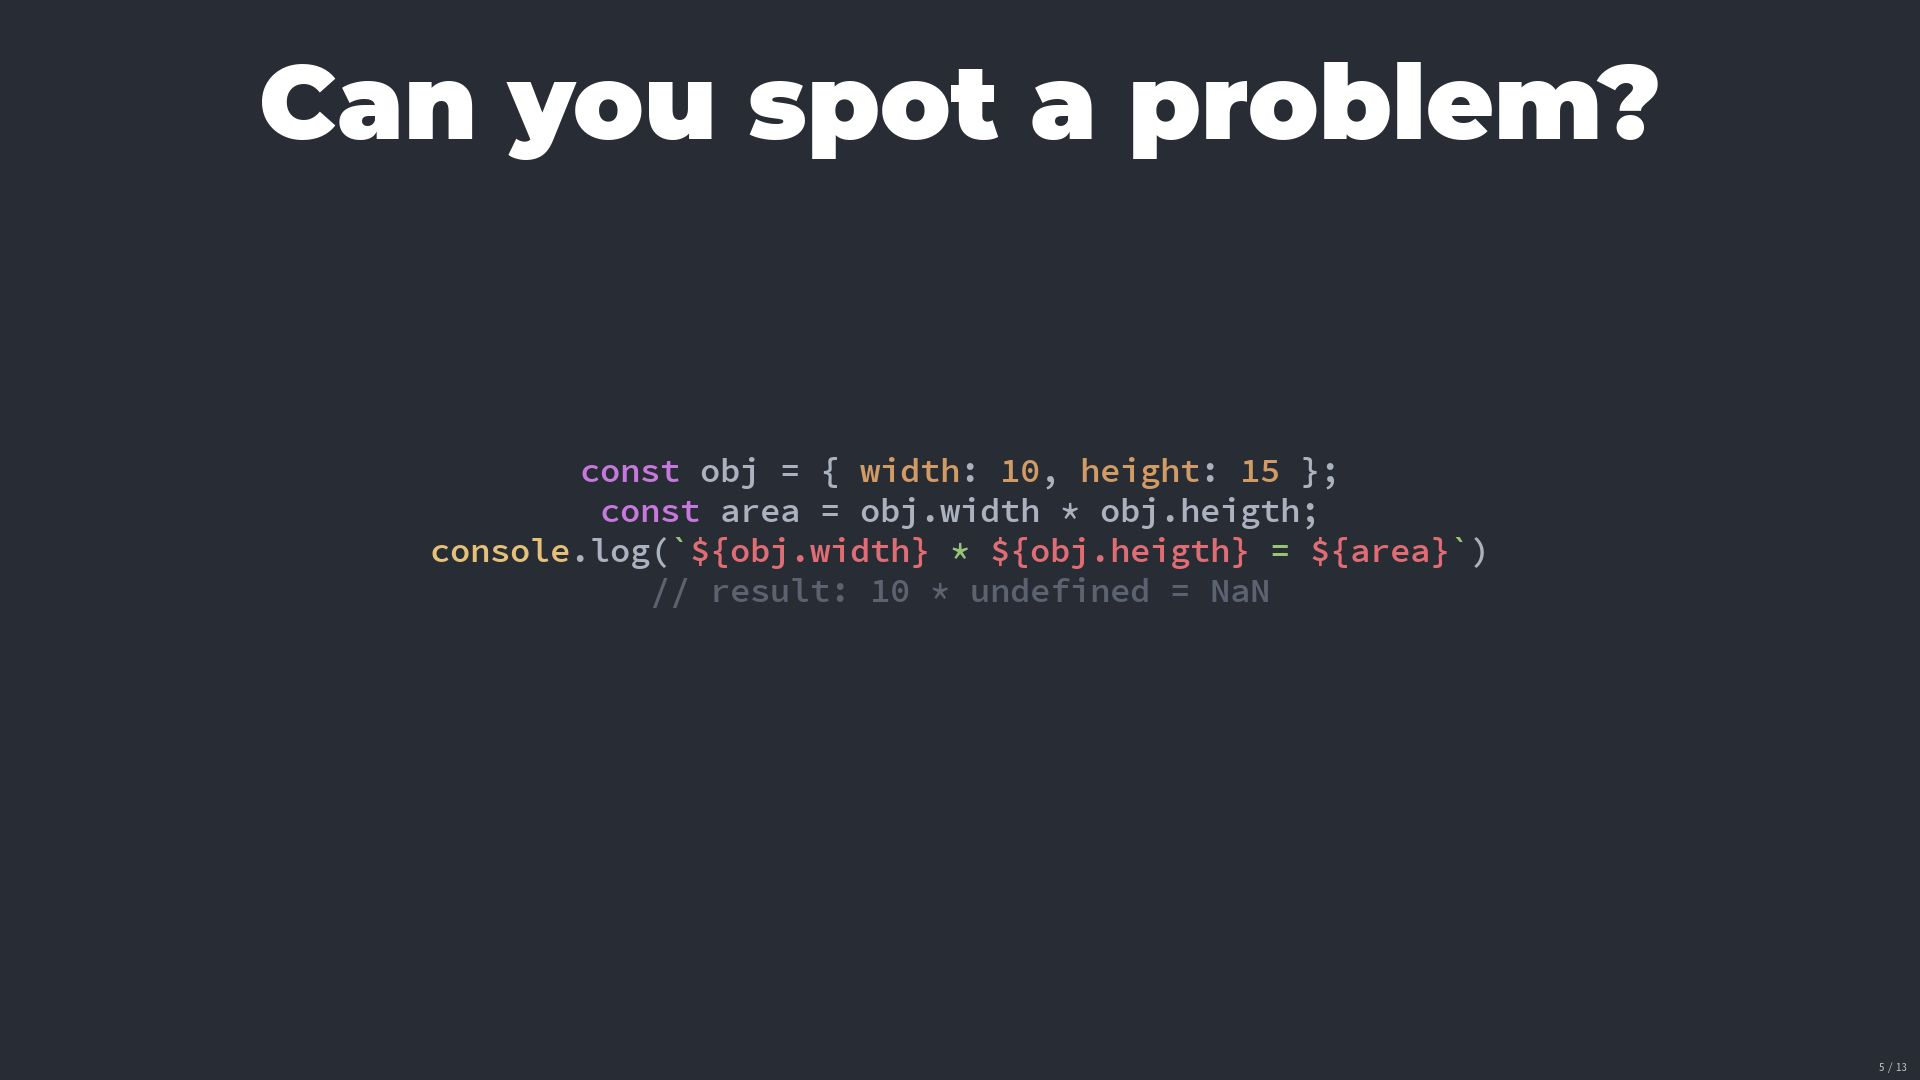 Can you spot a problem?
const obj = { width: 10, height: 15 };
const area = obj.width * obj.heigth;
console.log(`${obj.width} * ${obj.heigth} = ${area}`)
// result: 10 * undefined = NaN
5 / 13